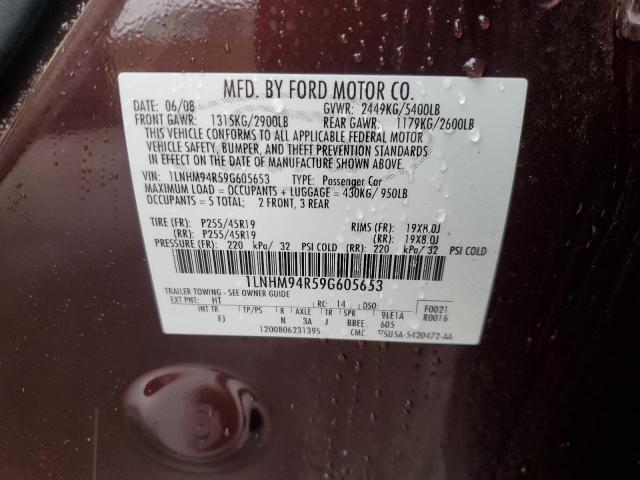 MFD. BY FORD MOTOR CO.
DATE: 06/08 GVWR: 2449KG/5400LB
FRONT GAWR: 1315KG/2900LB REAR GAWR: 1179KG/2600LB
THIS VEHICLE CONFORMS TO ALL APPLICABLE FEDERAL MOTOR
VEHICLE SAFETY, BUMPER, AND THEFT PREVENTION STANDARDS
IN EFFECT ON THE DATE OF MANUFACTURE SHOWN ABOVE.
VIN: 1LNHM94R59G605653 TYPE: Passenger Car
MAXIMUM LOAD = OCCUPANTS + LUGGAGE = 430KG/ 950LB
OCCUPANTS = 5 TOTAL: 2 FRONT, 3 REAR
TIRE (FR): P255/45R19 RIMS (FR): 19X8.0J
(RR): P255/45R19 (RR): 19X8.0J
PRESSURE (FR): 220 kPa/ 32 PSI COLD (RR): 220 kPa/ 32 PSI COLD
1LNHM94R59G605653
TRAILER TOWING - SEE OWNER GUIDE
EXT PNT: HT RC: 14 DSO: F0021
INT TR TP/PS R AXLE TR SPR 9LE1A R0016
FJ N 3A J BBEE 605
1200806231395 CMC 5U5A-5420472-AA